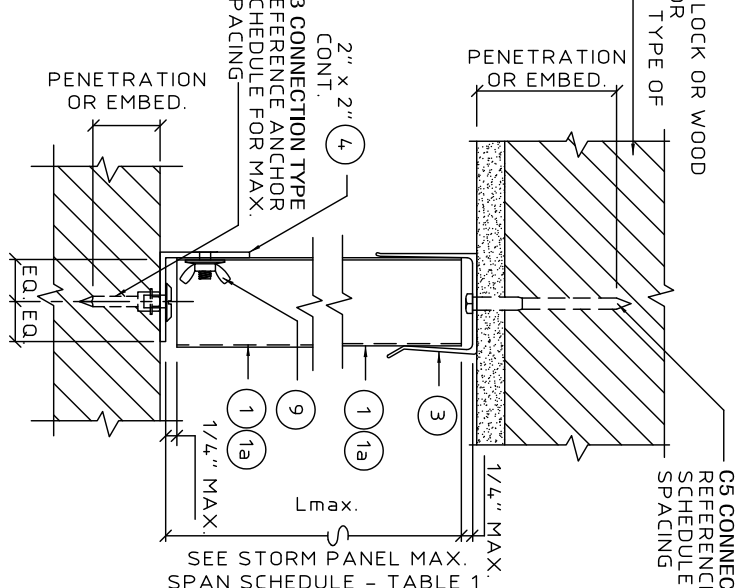 LOCK OR WOOD
OR
TYPE OF
PENETRATION
OR EMBED.
PENETRATION
OR EMBED.
2" x 2"
CONT.
4
3 CONNECTION TYPE
REFERENCE ANCHOR
SCHEDULE FOR MAX.
SPACING
C5 CONNEC
REFERENC
SCHEDULE
SPACING
EQ. EQ
3
1
1a
9
1
1a
1/4" MAX.
1/4" MAX.
Lmax.
SEE STORM PANEL MAX.
SPAN SCHEDULE - TABLE 1